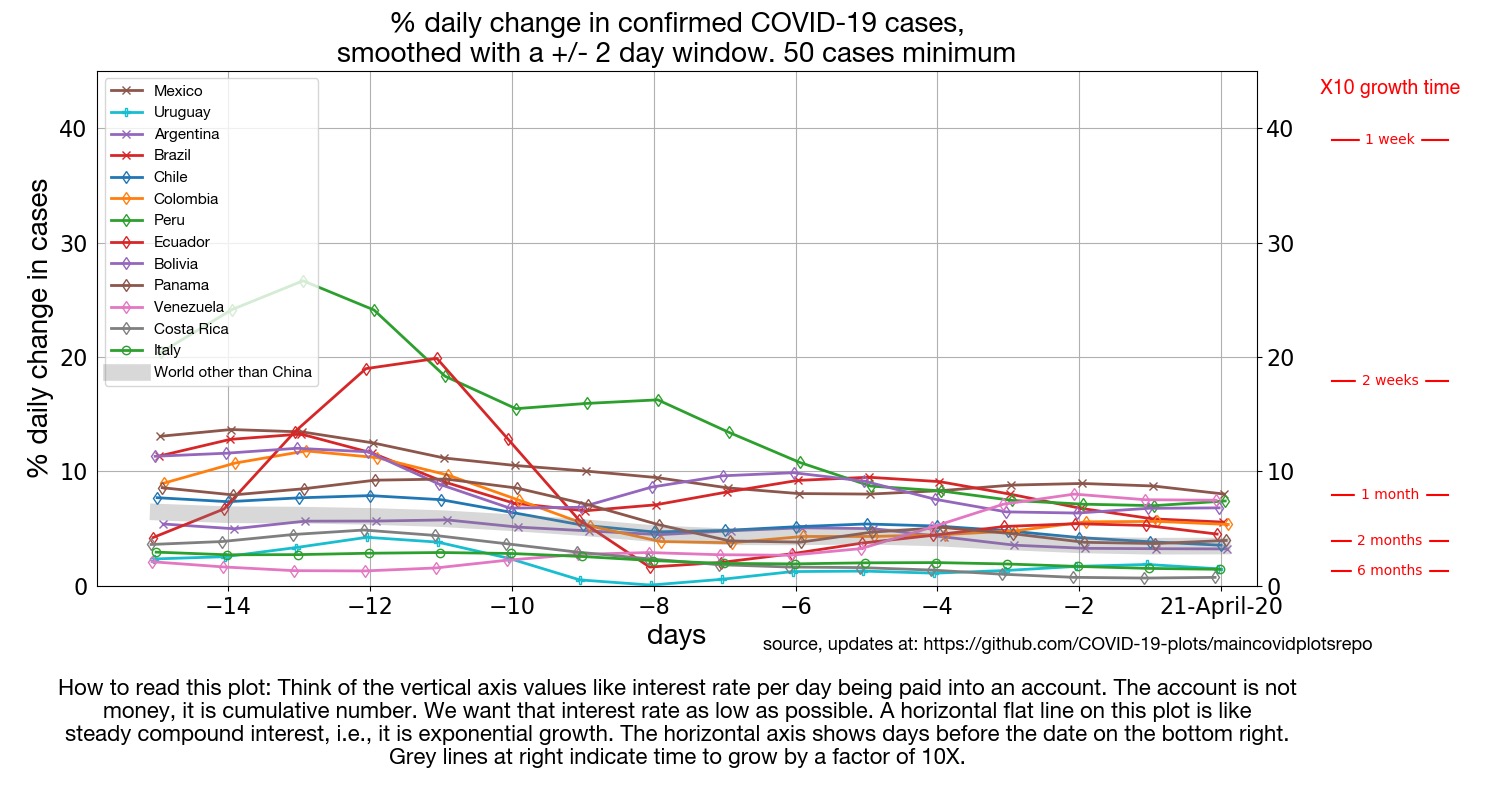 % daily change in confirmed COVID-19 cases,
smoothed with a +/- 2 day window. 50 cases minimum
% daily change in cases
40
30
20
10
0
Mexico
Uruguay
Argentina
Brazil
Chile
Colombia
Peru
Ecuador
Bolivia
Panama
Venezuela
Costa Rica
Italy
World other than China
40
30
20
10
0
X10 growth time
1 week
2 weeks
1 month
2 months
6 months
−14 −12 −10 −8 −6 −4 −2 21-April-20
days
source, updates at: https://github.com/COVID-19-plots/maincovidplotsrepo
How to read this plot: Think of the vertical axis values like interest rate per day being paid into an account. The account is not
money, it is cumulative number. We want that interest rate as low as possible. A horizontal flat line on this plot is like
steady compound interest, i.e., it is exponential growth. The horizontal axis shows days before the date on the bottom right.
Grey lines at right indicate time to grow by a factor of 10X.